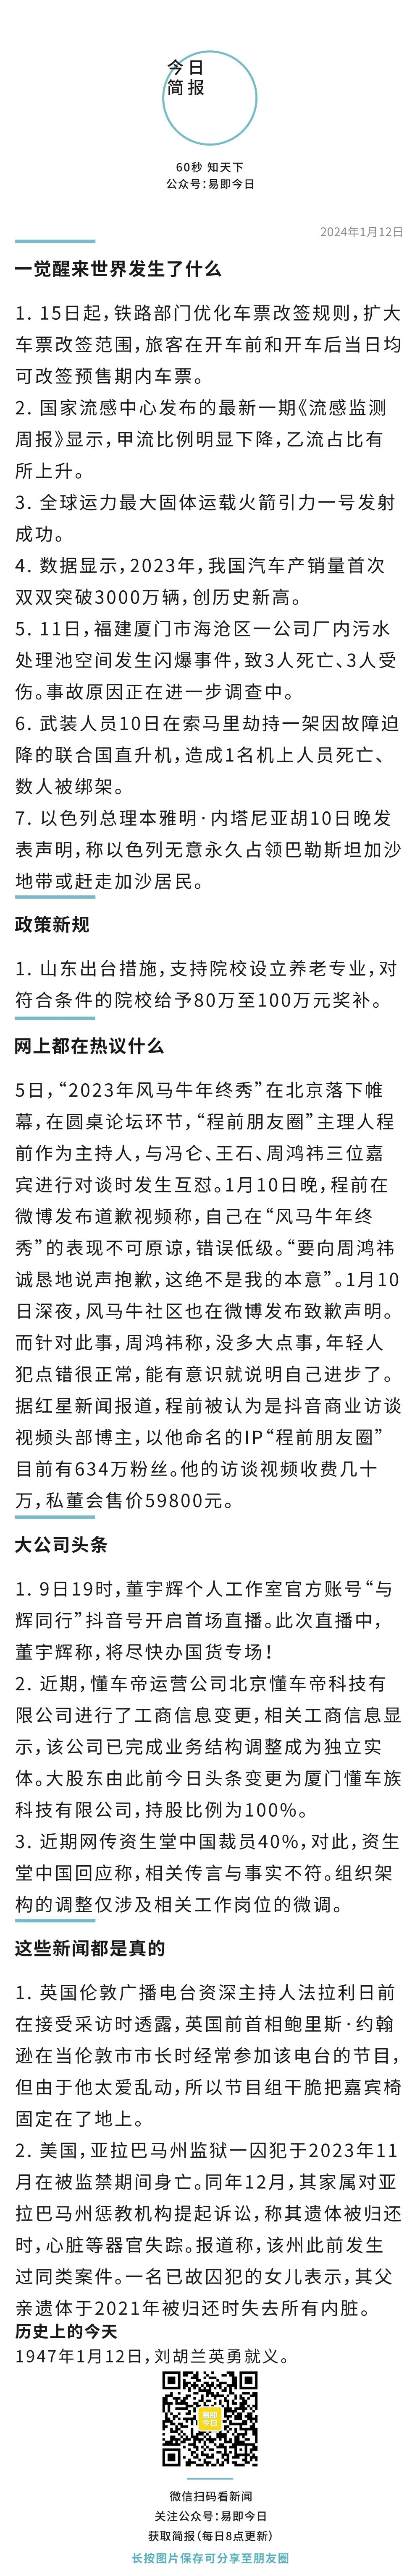 今日
简报
60秒 知天下
公众号：易即今日
2024年1月12日
一觉醒来世界发生了什么
1. 15日起，铁路部门优化车票改签规则，扩大
车票改签范围，旅客在开车前和开车后当日均
可改签预售期内车票。
2. 国家流感中心发布的最新一期《流感监测
周报》显示，甲流比例明显下降，乙流占比有
所上升。
3. 全球运力最大固体运载火箭引力一号发射
成功。
4. 数据显示，2023年，我国汽车产销量首次
双双突破3000万辆，创历史新高。
5. 11日，福建厦门市海沧区一公司厂内污水
处理池空间发生闪爆事件，致3人死亡、3人受
伤。事故原因正在进一步调查中。
6. 武装人员10日在索马里劫持一架因故障迫
降的联合国直升机，造成1名机上人员死亡、
数人被绑架。
7. 以色列总理本雅明·内塔尼亚胡10日晚发
表声明，称以色列无意永久占领巴勒斯坦加沙
地带或赶走加沙居民。
政策新规
1. 山东出台措施，支持院校设立养老专业，对
符合条件的院校给予80万至100万元奖补。
网上都在热议什么
5日，“2023年风马牛年终秀”在北京落下帷
幕，在圆桌论坛环节，“程前朋友圈”主理人程
前作为主持人，与冯仑、王石、周鸿祎三位嘉
宾进行对谈时发生互怼。1月10日晚，程前在
微博发布道歉视频称，自己在“风马牛年终
秀”的表现不可原谅，错误低级。“要向周鸿祎
诚恳地说声抱歉，这绝不是我的本意”。1月10
日深夜，风马牛社区也在微博发布致歉声明。
而针对此事，周鸿祎称，没多大点事，年轻人
犯点错很正常，能有意识就说明自己进步了。
据红星新闻报道，程前被认为是抖音商业访谈
视频头部博主，以他命名的IP“程前朋友圈”
目前有634万粉丝。他的访谈视频收费几十
万，私董会售价59800元。
大公司头条
1. 9日19时，董宇辉个人工作室官方账号“与
辉同行”抖音号开启首场直播。此次直播中，
董宇辉称，将尽快办国货专场！
2. 近期，懂车帝运营公司北京懂车帝科技有
限公司进行了工商信息变更，相关工商信息显
示，该公司已完成业务结构调整成为独立实
体。大股东由此前今日头条变更为厦门懂车族
科技有限公司，持股比例为100%。
3. 近期网传资生堂中国裁员40%，对此，资生
堂中国回应称，相关传言与事实不符。组织架
构的调整仅涉及相关工作岗位的微调。
这些新闻都是真的
1. 英国伦敦广播电台资深主持人法拉利日前
在接受采访时透露，英国前首相鲍里斯·约翰
逊在当伦敦市市长时经常参加该电台的节目，
但由于他太爱乱动，所以节目组干脆把嘉宾椅
固定在了地上。
2. 美国，亚拉巴马州监狱一囚犯于2023年11
月在被监禁期间身亡。同年12月，其家属对亚
拉巴马州惩教机构提起诉讼，称其遗体被归还
时，心脏等器官失踪。报道称，该州此前发生
过同类案件。一名已故囚犯的女儿表示，其父
亲遗体于2021年被归还时失去所有内脏。
历史上的今天
1947年1月12日，刘胡兰英勇就义。
易即
今日
微信扫码看新闻
关注公众号：易即今日
获取简报（每日8点更新）
长按图片保存可分享至朋友圈